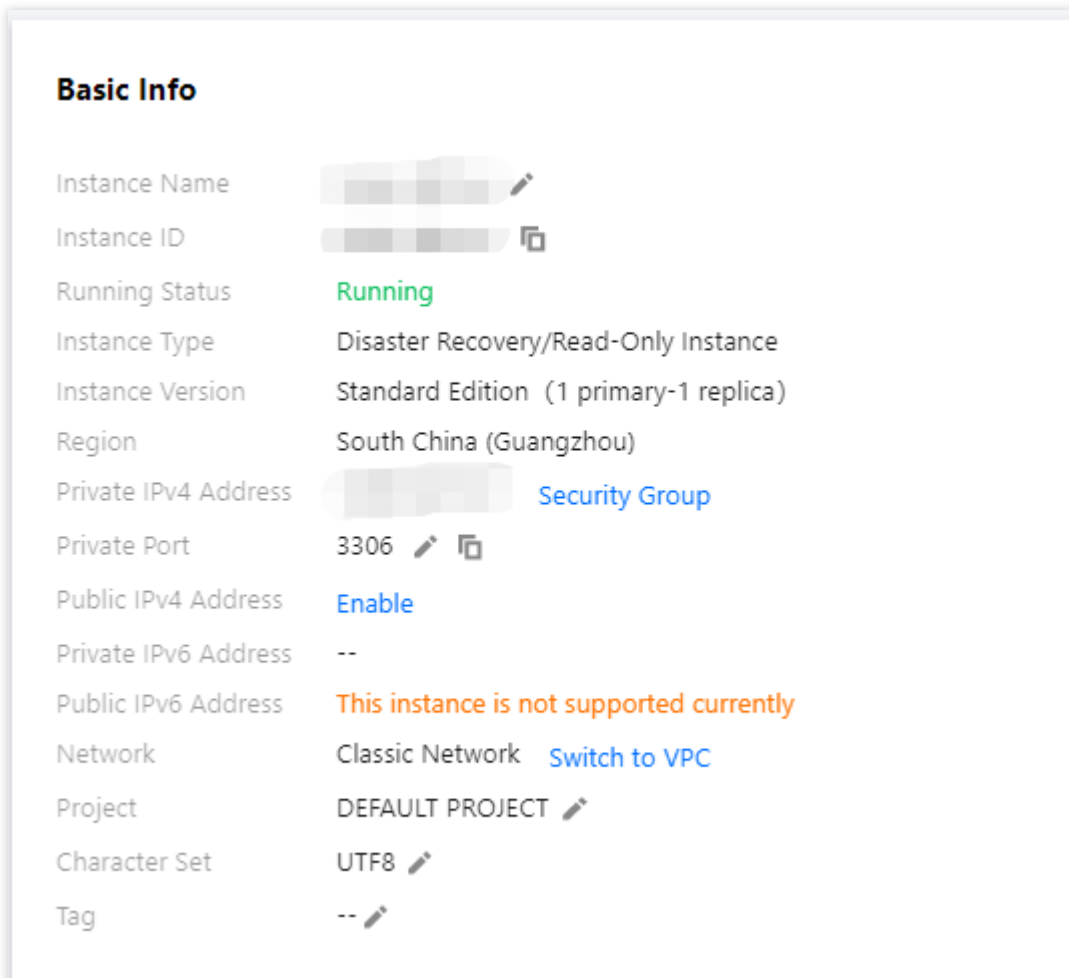 Basic Info
Instance Name
Instance ID
Running Status Running
Instance Type Disaster Recovery/Read-Only Instance
Instance Version Standard Edition（1 primary-1 replica）
Region South China (Guangzhou)
Private IPv4 Address Security Group
Private Port 3306
Public IPv4 Address Enable
Private IPv6 Address --
Public IPv6 Address This instance is not supported currently
Network Classic Network Switch to VPC
Project DEFAULT PROJECT
Character Set UTF8
Tag --